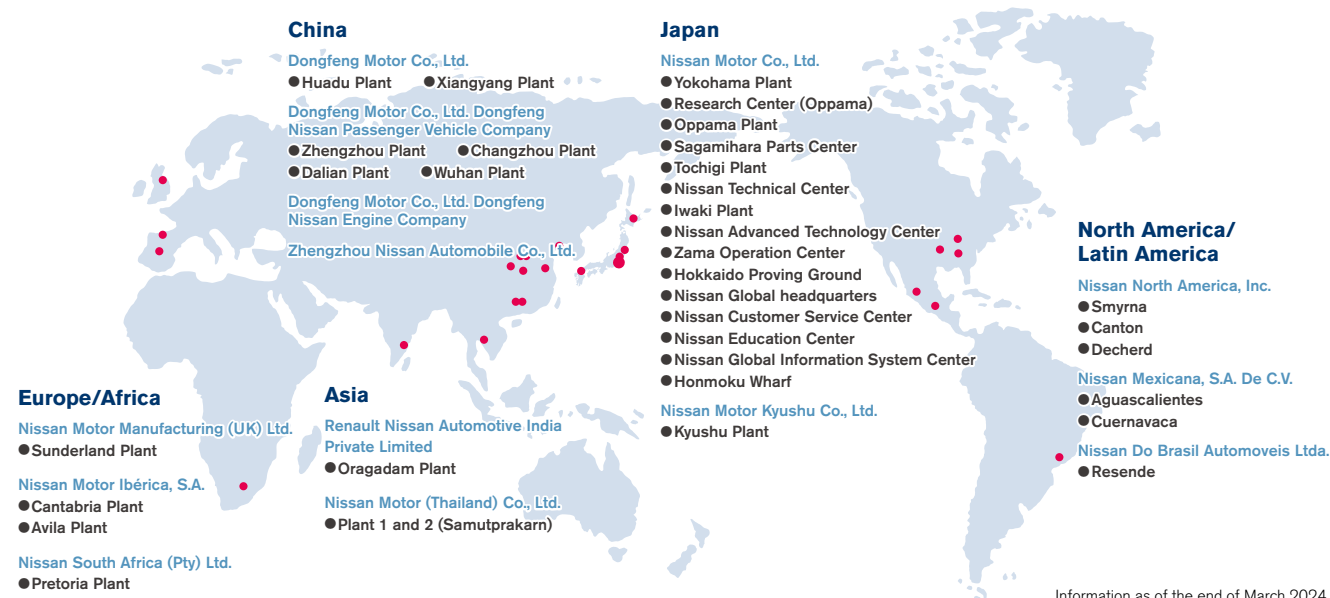 China
Dongfeng Motor Co., Ltd.
●Huadu Plant ●Xiangyang Plant
Dongfeng Motor Co., Ltd. Dongfeng
Nissan Passenger Vehicle Company
●Zhengzhou Plant ●Changzhou Plant
●Dalian Plant ●Wuhan Plant
Dongfeng Motor Co., Ltd. Dongfeng
Nissan Engine Company
Zhengzhou Nissan Automobile Co., Ltd.
Japan
Nissan Motor Co., Ltd.
●Yokohama Plant
●Research Center (Oppama)
●Oppama Plant
●Sagamihara Parts Center
●Tochigi Plant
●Nissan Technical Center
●Iwaki Plant
●Nissan Advanced Technology Center
●Zama Operation Center
●Hokkaido Proving Ground
●Nissan Global headquarters
●Nissan Customer Service Center
●Nissan Education Center
●Nissan Global Information System Center
●Honmoku Wharf
Nissan Motor Kyushu Co., Ltd.
●Kyushu Plant
North America/
Latin America
Nissan North America, Inc.
●Smyrna
●Canton
●Decherd
Nissan Mexicana, S.A. De C.V.
●Aguascalientes
●Cuernavaca
Nissan Do Brasil Automoveis Ltda.
●Resende
Europe/Africa
Nissan Motor Manufacturing (UK) Ltd.
●Sunderland Plant
Nissan Motor Ibérica, S.A.
●Cantabria Plant
●Avila Plant
Nissan South Africa (Pty) Ltd.
●Pretoria Plant
Asia
Renault Nissan Automotive India
Private Limited
●Oragadam Plant
Nissan Motor (Thailand) Co., Ltd.
●Plant 1 and 2 (Samutprakarn)
Information as of the end of March 2024